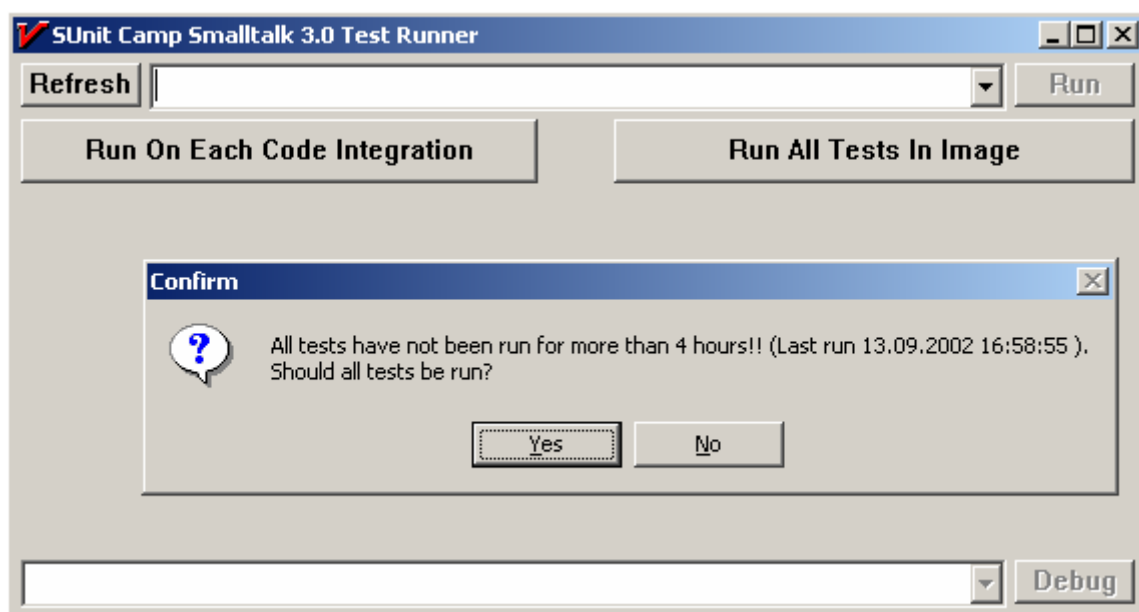 SUnit Camp Smalltalk 3.0 Test Runner
Refresh Run
Run On Each Code Integration Run All Tests In Image
Confirm
?
All tests have not been run for more than 4 hours!! (Last run 13.09.2002 16:58:55 ).
Should all tests be run?
Yes No
Debug